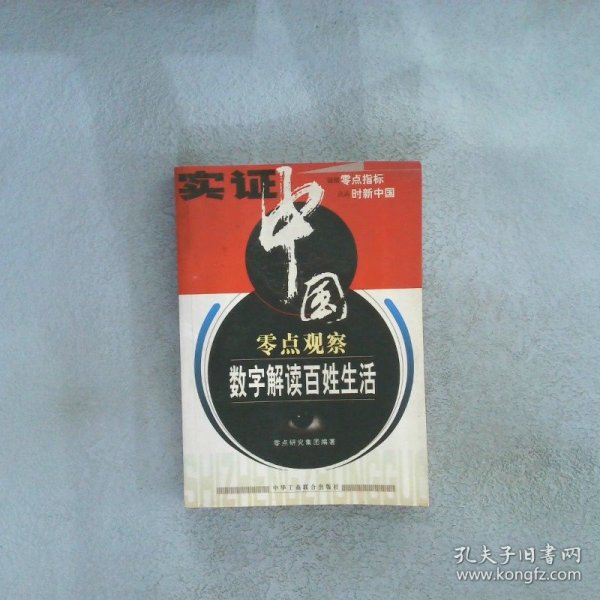 实证
中国
零点指标
时新中国
零点观察
数字解读百姓生活
零点研究集团编著
SHIZHENZHONGGUO
中华工商联合出版社
孔夫子旧书网
www.kongfz.com